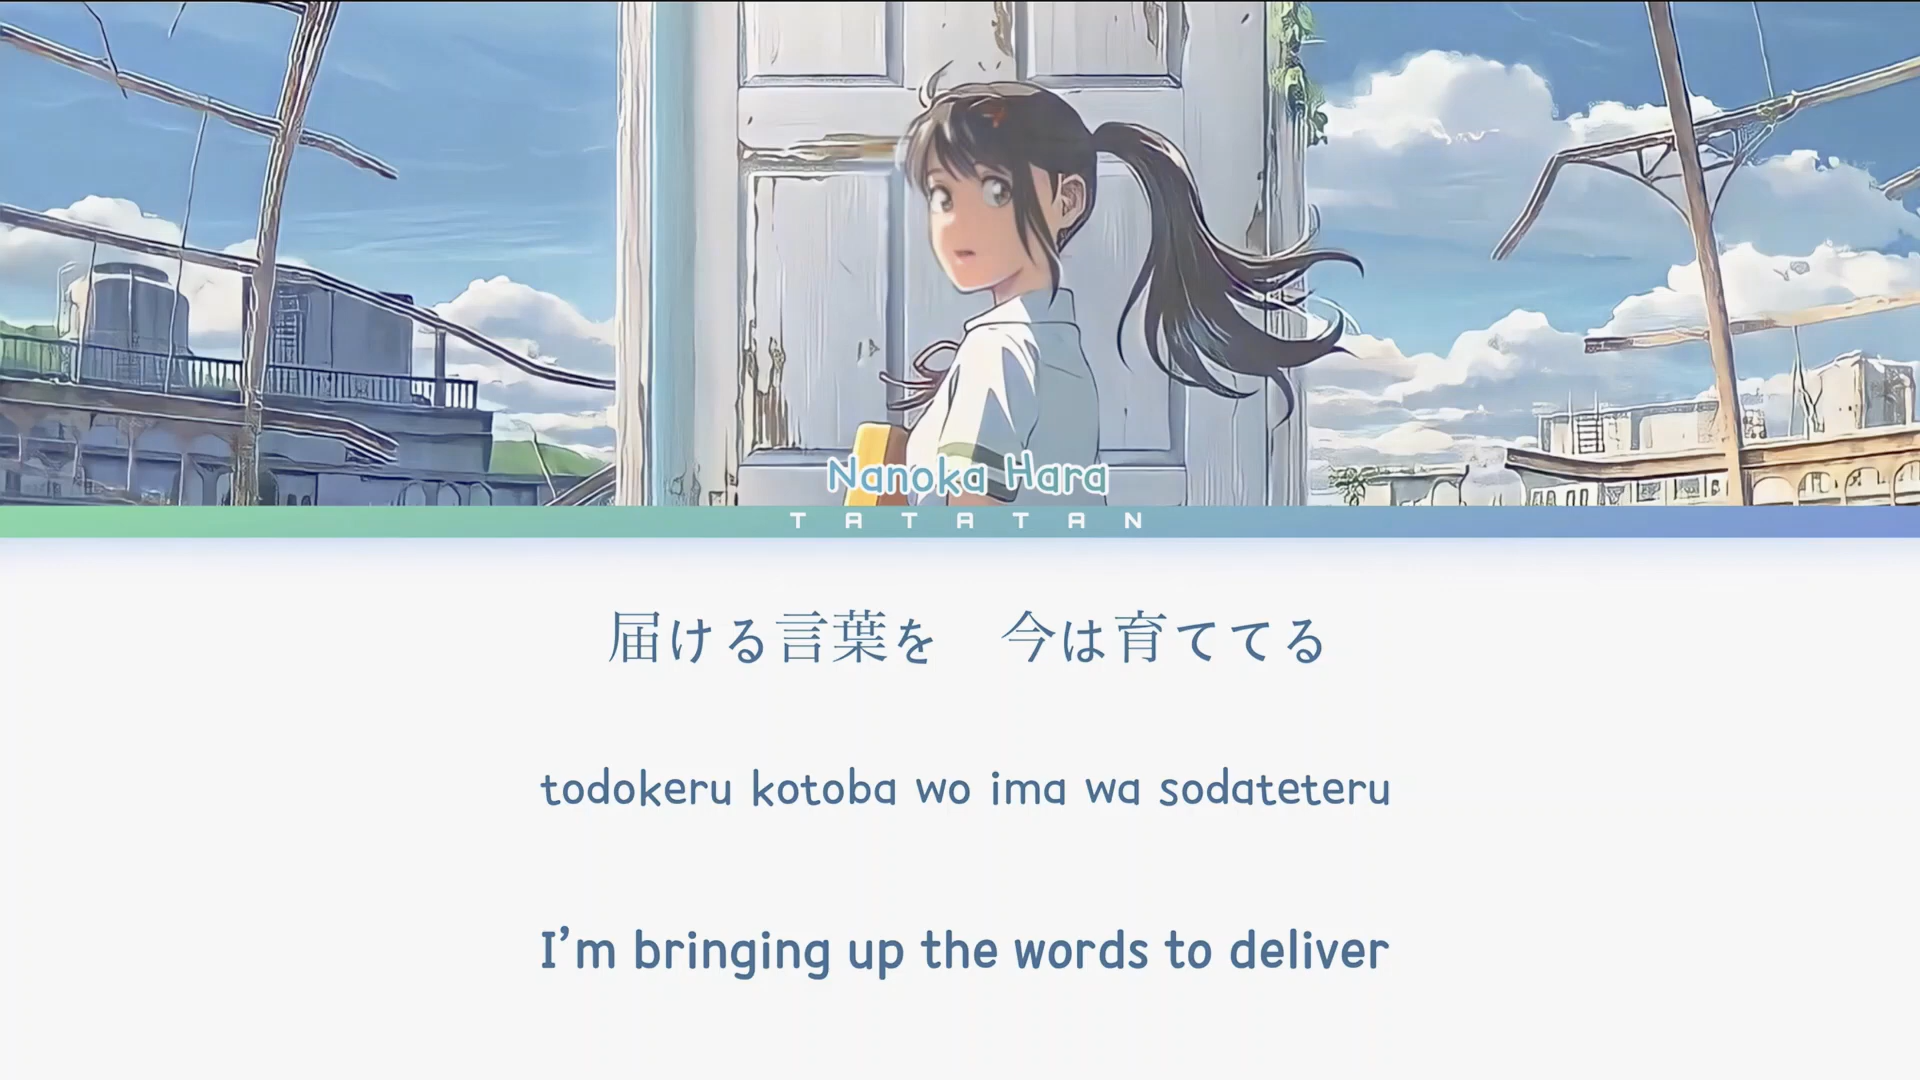 Nanoka Hara
TATATAN
届ける言葉を　今は育ててる
todokeru kotoba wo ima wa sodateteru
I'm bringing up the words to deliver